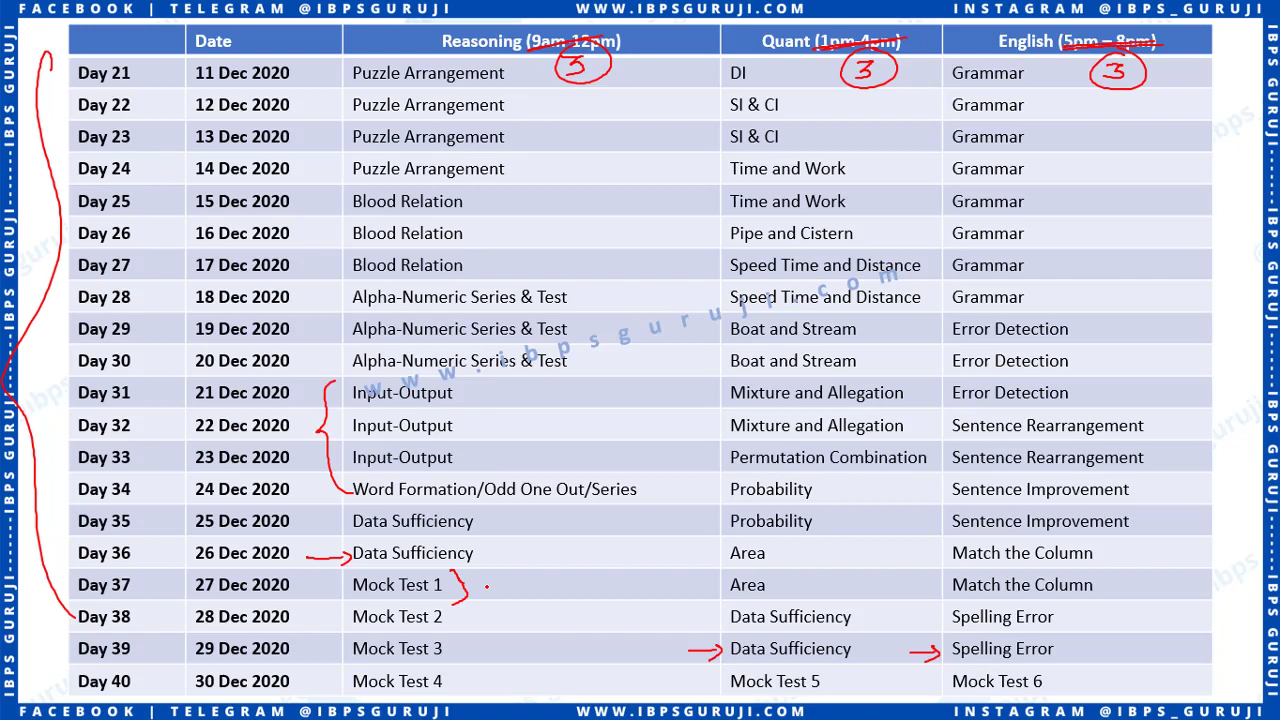 FACEBOOK | TELEGRAM @IBPSGURUJI WWW.IBPSGURUJI.COM INSTAGRAM @IBPS_GURUJI
Date Reasoning (9am-12pm) Quant (1pm-4pm) English (5pm – 8pm)
3 3 3
Day 21 11 Dec 2020 Puzzle Arrangement DI Grammar
Day 22 12 Dec 2020 Puzzle Arrangement SI & CI Grammar
Day 23 13 Dec 2020 Puzzle Arrangement SI & CI Grammar
Day 24 14 Dec 2020 Puzzle Arrangement Time and Work Grammar
Day 25 15 Dec 2020 Blood Relation Time and Work Grammar
Day 26 16 Dec 2020 Blood Relation Pipe and Cistern Grammar
Day 27 17 Dec 2020 Blood Relation Speed Time and Distance Grammar
Day 28 18 Dec 2020 Alpha-Numeric Series & Test Speed Time and Distance Grammar
Day 29 19 Dec 2020 Alpha-Numeric Series & Test Boat and Stream Error Detection
Day 30 20 Dec 2020 Alpha-Numeric Series & Test Boat and Stream Error Detection
Day 31 21 Dec 2020 Input-Output Mixture and Allegation Error Detection
Day 32 22 Dec 2020 Input-Output Mixture and Allegation Sentence Rearrangement
Day 33 23 Dec 2020 Input-Output Permutation Combination Sentence Rearrangement
Day 34 24 Dec 2020 Word Formation/Odd One Out/Series Probability Sentence Improvement
Day 35 25 Dec 2020 Data Sufficiency Probability Sentence Improvement
Day 36 26 Dec 2020 Data Sufficiency Area Match the Column
Day 37 27 Dec 2020 Mock Test 1 Area Match the Column
Day 38 28 Dec 2020 Mock Test 2 Data Sufficiency Spelling Error
Day 39 29 Dec 2020 Mock Test 3 Data Sufficiency Spelling Error
Day 40 30 Dec 2020 Mock Test 4 Mock Test 5 Mock Test 6
www.ibpsguruji.com
FACEBOOK | TELEGRAM @IBPSGURUJI WWW.IBPSGURUJI.COM INSTAGRAM @IBPS_GURUJI